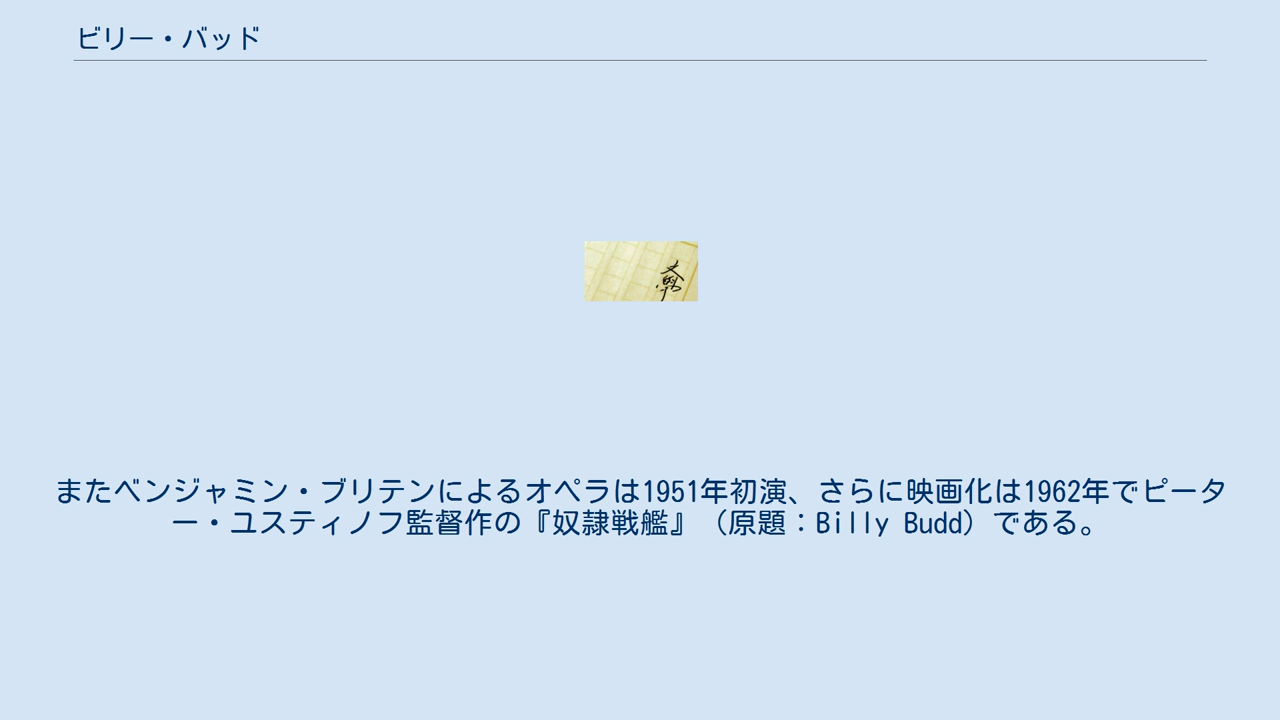 ビリー・バッド
またベンジャミン・ブリテンによるオペラは1951年初演、さらに映画化は1962年でピータ
ー・ユスティノフ監督作の『奴隷戦艦』（原題：Billy Budd）である。